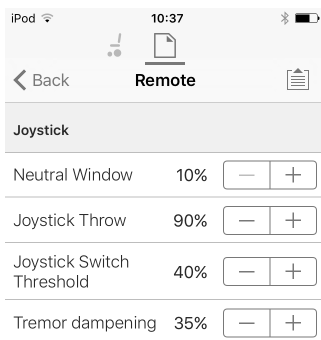 iPod 10:37
Back Remote
Joystick
Neutral Window 10% — +
Joystick Throw 90% — +
Joystick Switch
Threshold 40% — +
Tremor dampening 35% — +